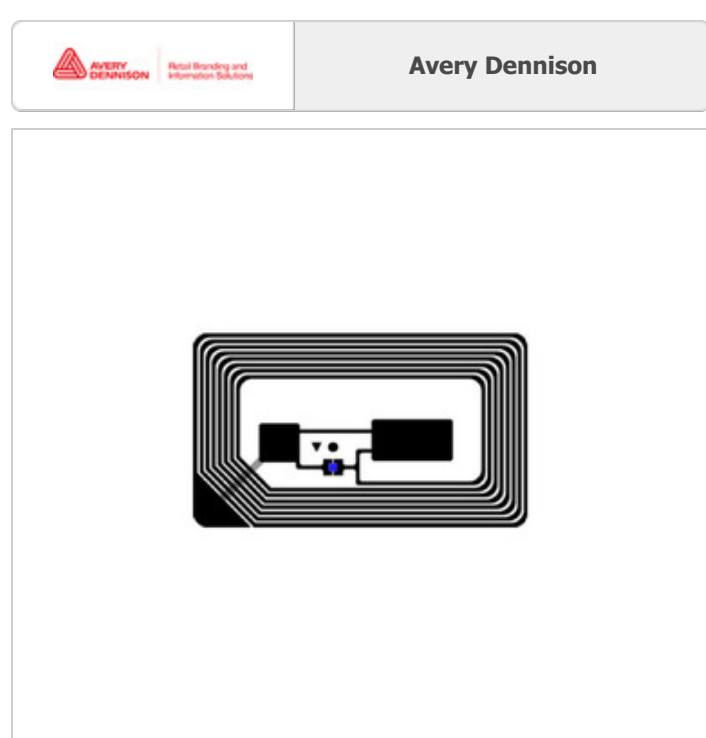 AVERY
DENNISON
Retail Branding and
Information Solutions
Avery Dennison